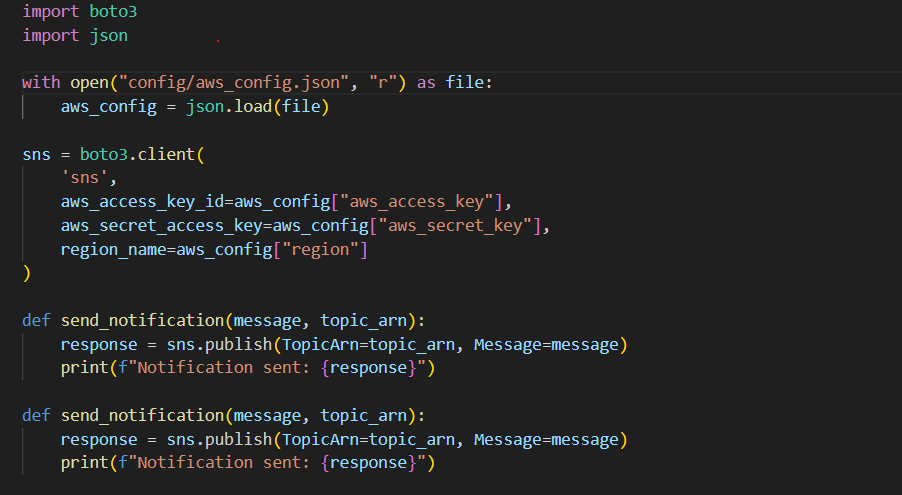 import boto3
import json
with open("config/aws_config.json", "r") as file:
    aws_config = json.load(file)
sns = boto3.client(
    'sns',
    aws_access_key_id=aws_config["aws_access_key"],
    aws_secret_access_key=aws_config["aws_secret_key"],
    region_name=aws_config["region"]
)
def send_notification(message, topic_arn):
    response = sns.publish(TopicArn=topic_arn, Message=message)
    print(f"Notification sent: {response}")
def send_notification(message, topic_arn):
    response = sns.publish(TopicArn=topic_arn, Message=message)
    print(f"Notification sent: {response}")